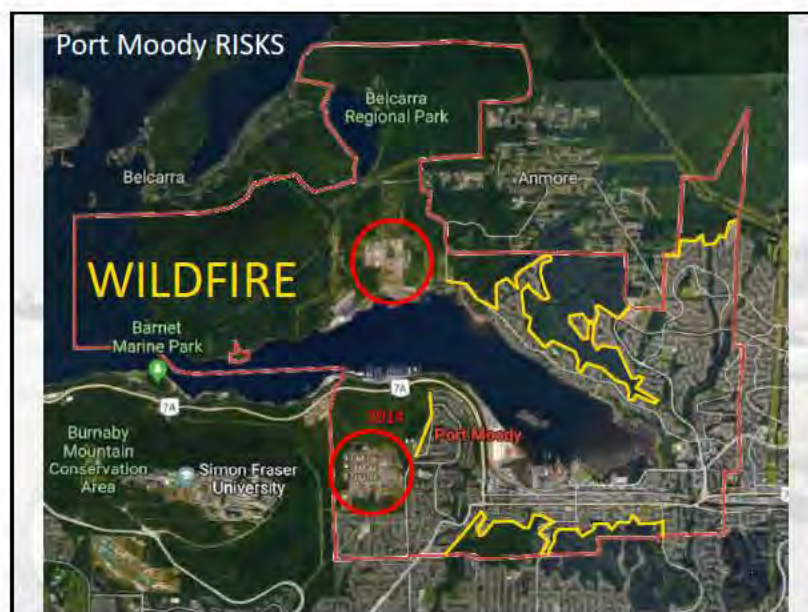 Port Moody RISKS
Belcarra
Regional Park
Belcarra
Anmore
WILDFIRE
Barnet
Marine Park
7A
7A
2014
Port Moody
Burnaby
Mountain
Conservation
Area
Simon Fraser
University
7